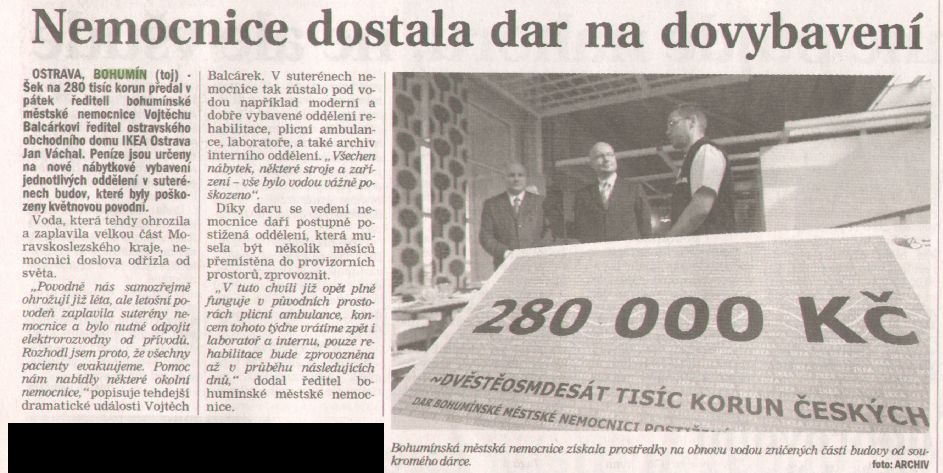 Nemocnice dostala dar na dovybavení
OSTRAVA, BOHUMÍN (toj) -
Šek na 280 tisíc korun předal v
pátek řediteli bohumínské
městské nemocnice Vojtěchu
Balcárkovi ředitel ostravského
obchodního domu IKEA Ostrava
Jan Váchal. Peníze jsou určeny
na nové nábytkové vybavení
jednotlivých oddělení v suteré-
nech budov, které byly poško-
zeny květnovou povodní.
Voda, která tehdy ohrozila
a zaplavila velkou část Mo-
ravskoslezského kraje, ne-
mocnici doslova odřízla od
světa.
„Povodně nás samozřejmě
ohrožují již léta, ale letošní po-
vodeň zaplavila suterény ne-
mocnice a bylo nutné odpojit
elektrorozvodny od přívodů.
Rozhodl jsem proto, že všechny
pacienty evakuujeme. Pomoc
nám nabídly některé okolní
nemocnice,“ popisuje tehdejší
dramatické události Vojtěch
Balcárek. V suterénech ne-
mocnice tak zůstalo pod vo-
dou například moderní a
dobře vybavené oddělení re-
habilitace, plicní ambulan-
ce, laboratoře, a také archiv
interního oddělení. „Všechen
nábytek, některé stroje a zaří-
zení – vše bylo vodou vážně po-
škozeno“.
Díky daru se vedení ne-
mocnice daří postupně po-
stižená oddělení, která mu-
sela být několik měsíců
přemístěna do provizorních
prostorů, zprovoznit.
„V tuto chvíli již opět plně
funguje v původních prosto-
rách plicní ambulance, kon-
cem tohoto týdne vrátíme zpět i
laboratoř a internu, pouze re-
habilitace bude zprovozněna
až v průběhu následujících
dnů,“ dodal ředitel bo-
humínské městské nemoc-
nice.
280 000 Kč
~DVĚSTĚOSMDESÁT TISÍC KORUN ČESKÝCH
DAR BOHUMÍNSKÉ MĚSTSKÉ NEMOCNICI
Bohumínská městská nemocnice získala prostředky na obnovu vodou zničených částí budovy od sou-
kromého dárce.
foto: ARCHIV